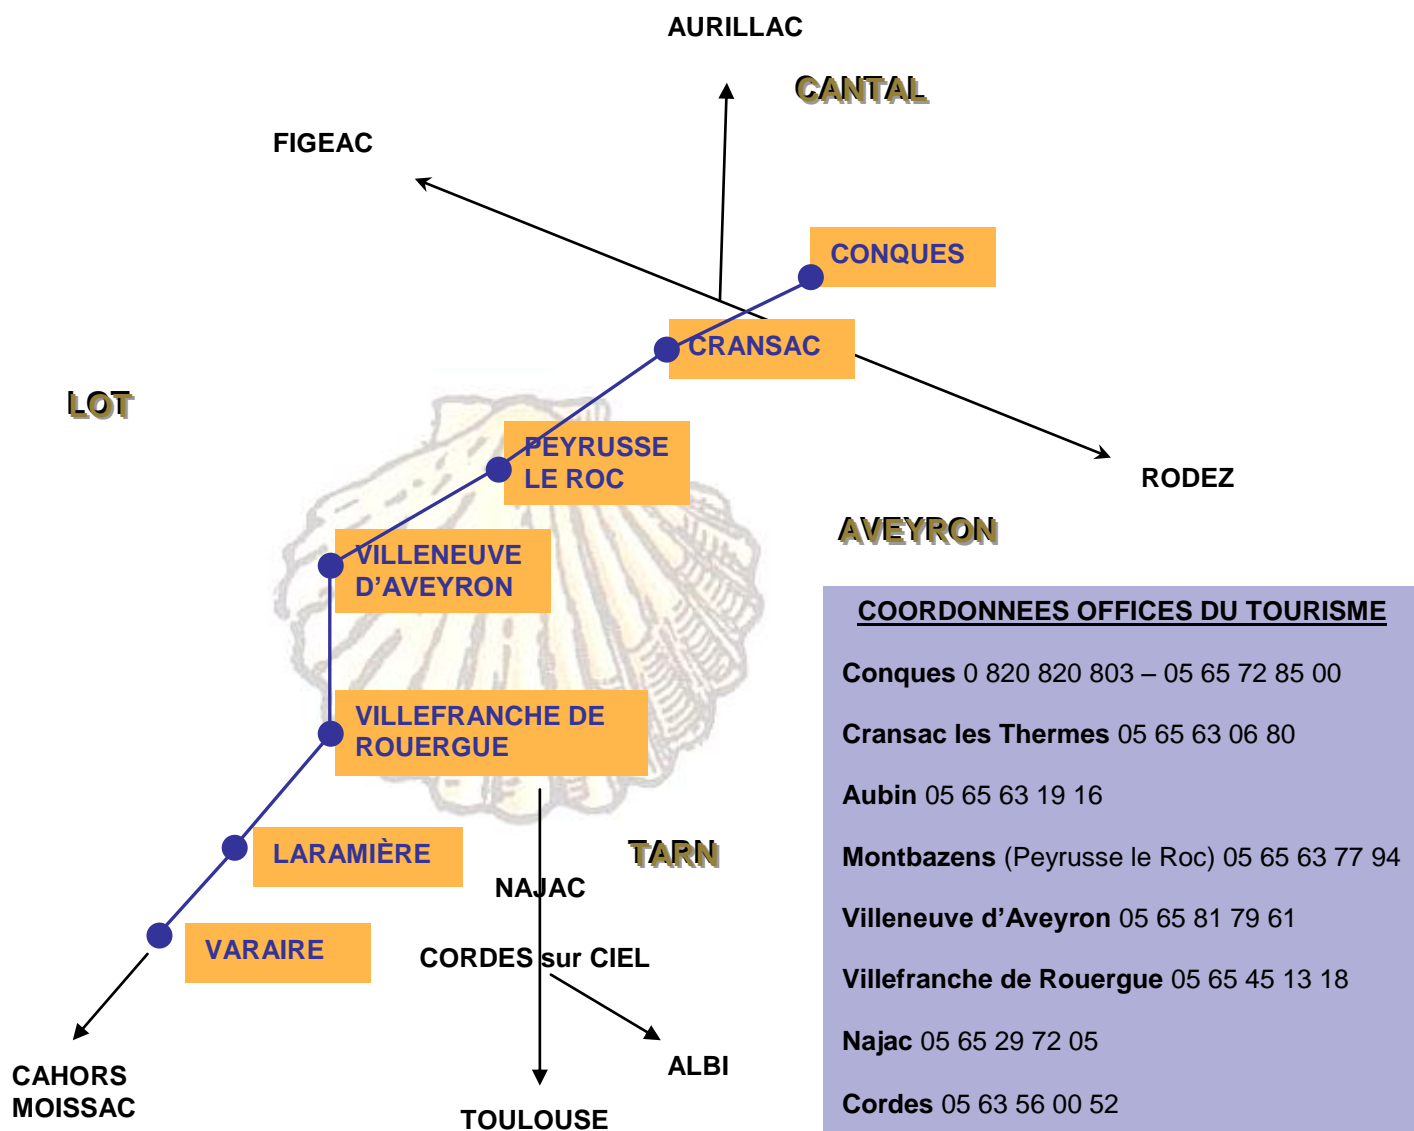 AURILLAC
CANTAL
FIGEAC
CONQUES
CRANSAC
LOT
PEYRUSSE
LE ROC
RODEZ
AVEYRON
VILLENEUVE
D’AVEYRON
VILLEFRANCHE DE
ROUERGUE
LARAMIÈRE
TARN
NAJAC
VARAIRE
CORDES sur CIEL
CAHORS
MOISSAC
ALBI
TOULOUSE
COORDONNEES OFFICES DU TOURISME
Conques 0 820 820 803 – 05 65 72 85 00
Cransac les Thermes 05 65 63 06 80
Aubin 05 65 63 19 16
Montbazens (Peyrusse le Roc) 05 65 63 77 94
Villeneuve d’Aveyron 05 65 81 79 61
Villefranche de Rouergue 05 65 45 13 18
Najac 05 65 29 72 05
Cordes 05 63 56 00 52